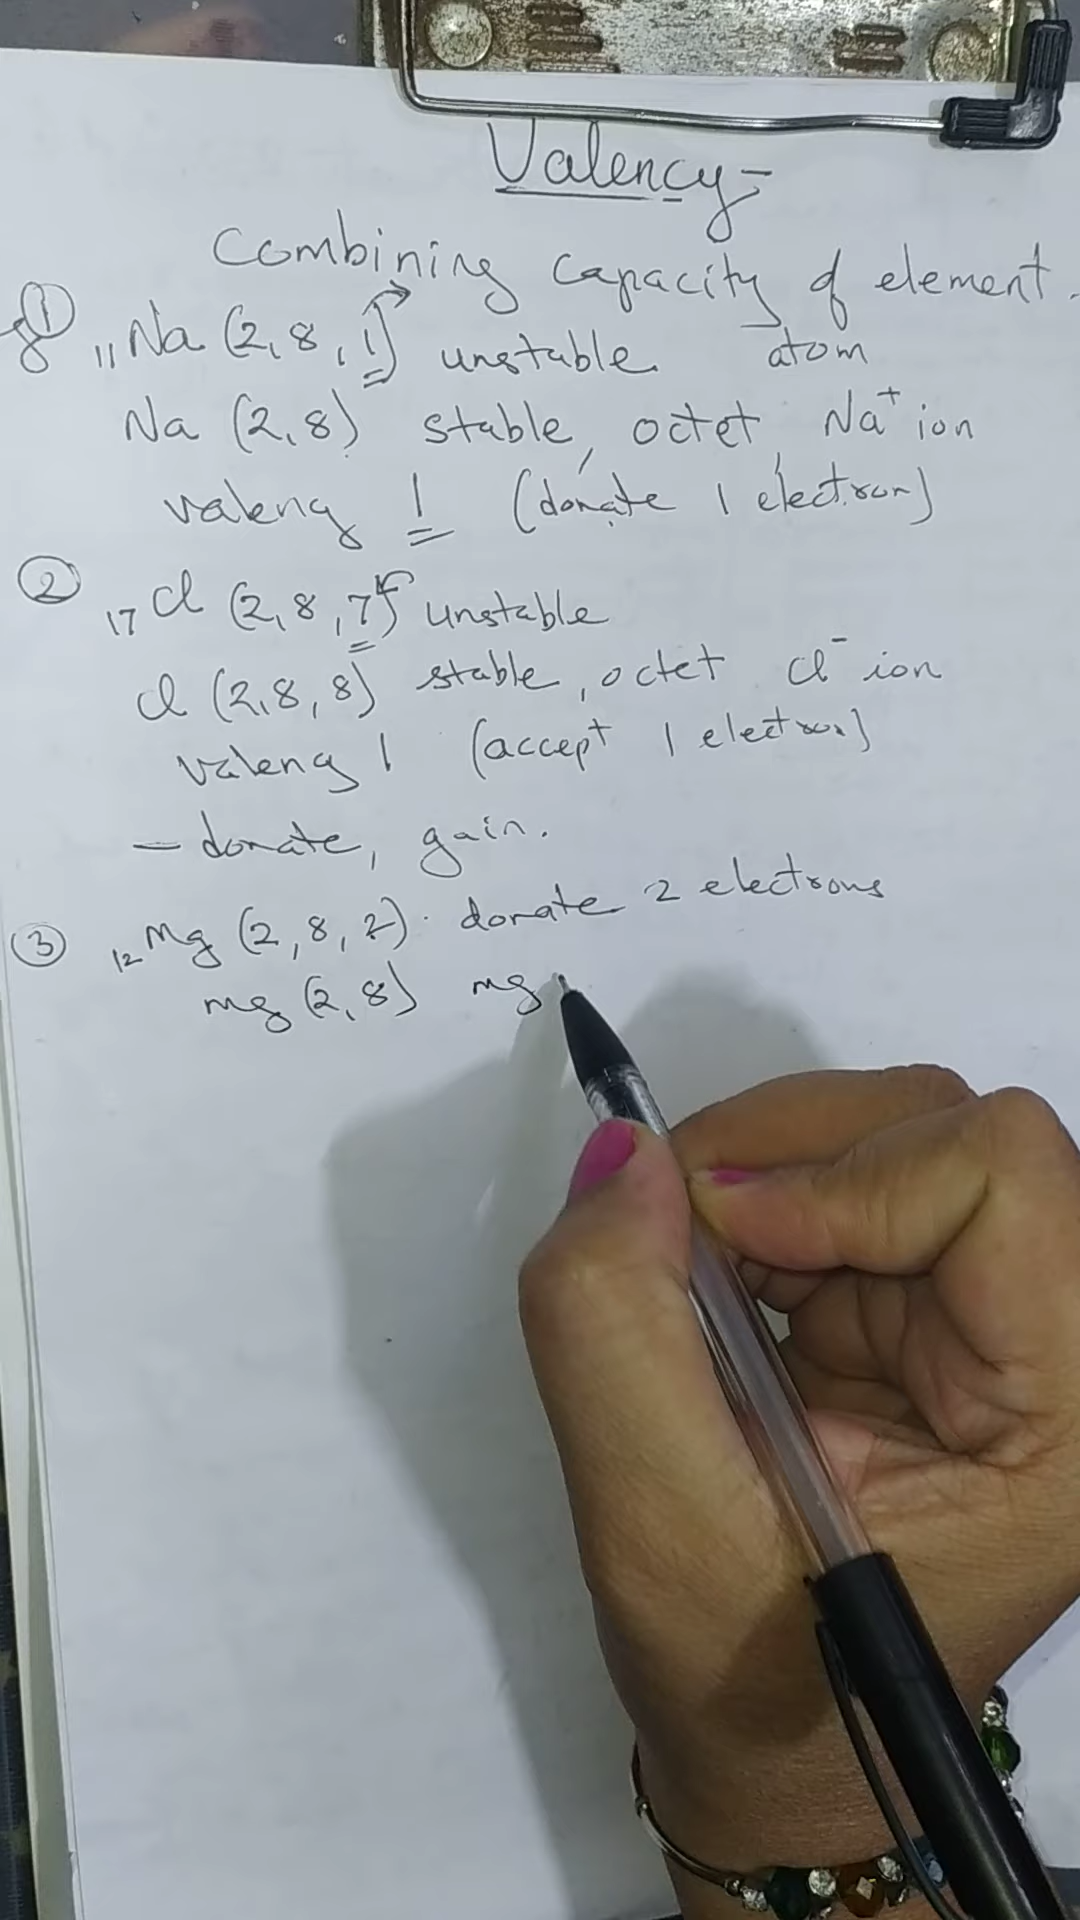 Valency-
Combining capacity of element.
eg ① ₁₁Na (2, 8, 1) unstable atom
Na (2, 8) stable, octet, Na⁺ ion
valency 1 (donate 1 electron)
② ₁₇Cl (2, 8, 7) unstable
Cl (2, 8, 8) stable, octet Cl⁻ ion
valency 1 (accept 1 electron)
— donate, gain.
③ ₁₂Mg (2, 8, 2). donate 2 electrons
mg (2, 8) mg